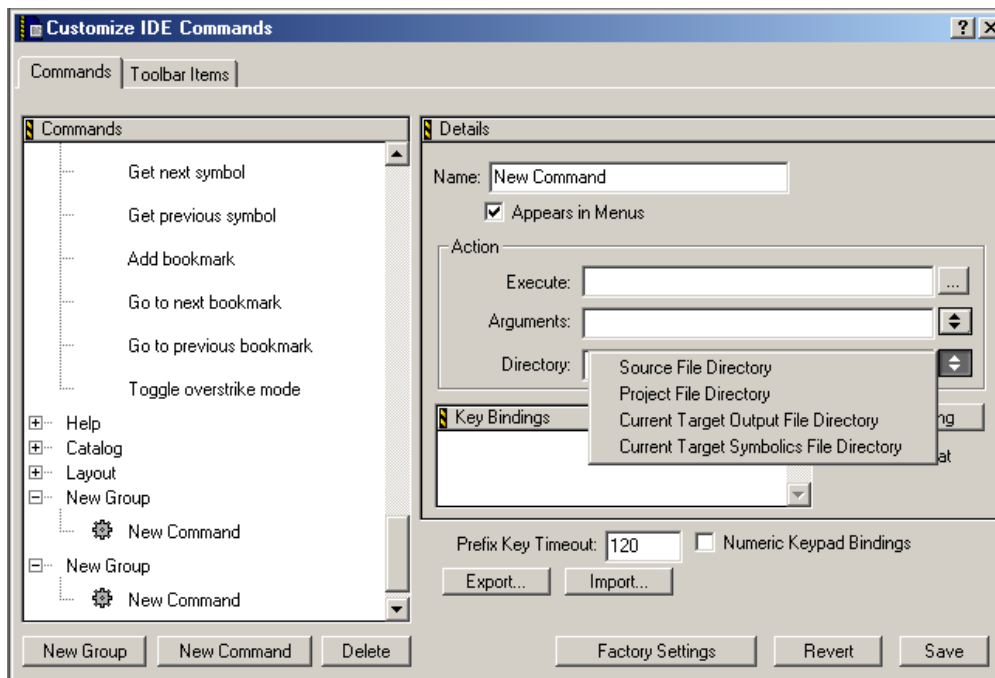 Customize IDE Commands
Commands
Toolbar Items
Commands
Get next symbol
Get previous symbol
Add bookmark
Go to next bookmark
Go to previous bookmark
Toggle overstrike mode
Help
Catalog
Layout
New Group
New Command
New Group
New Command
New Group
New Command
Delete
Details
Name: New Command
Appears in Menus
Action
Execute:
...
Arguments:
Directory:
Source File Directory
Project File Directory
Current Target Output File Directory
Current Target Symbolics File Directory
Key Bindings
ng
at
Prefix Key Timeout: 120
Numeric Keypad Bindings
Export...
Import...
Factory Settings
Revert
Save